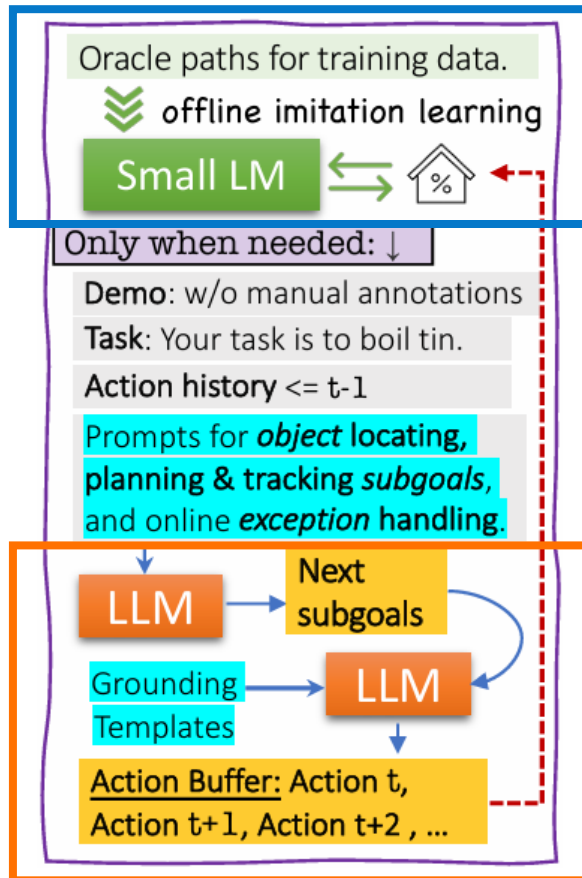 Oracle paths for training data.
offline imitation learning
Small LM
%
Only when needed: ↓
Demo: w/o manual annotations
Task: Your task is to boil tin.
Action history <= t-1
Prompts for object locating,
planning & tracking subgoals,
and online exception handling.
LLM
Next
subgoals
Grounding
Templates
LLM
Action Buffer: Action t,
Action t+1, Action t+2 , ...